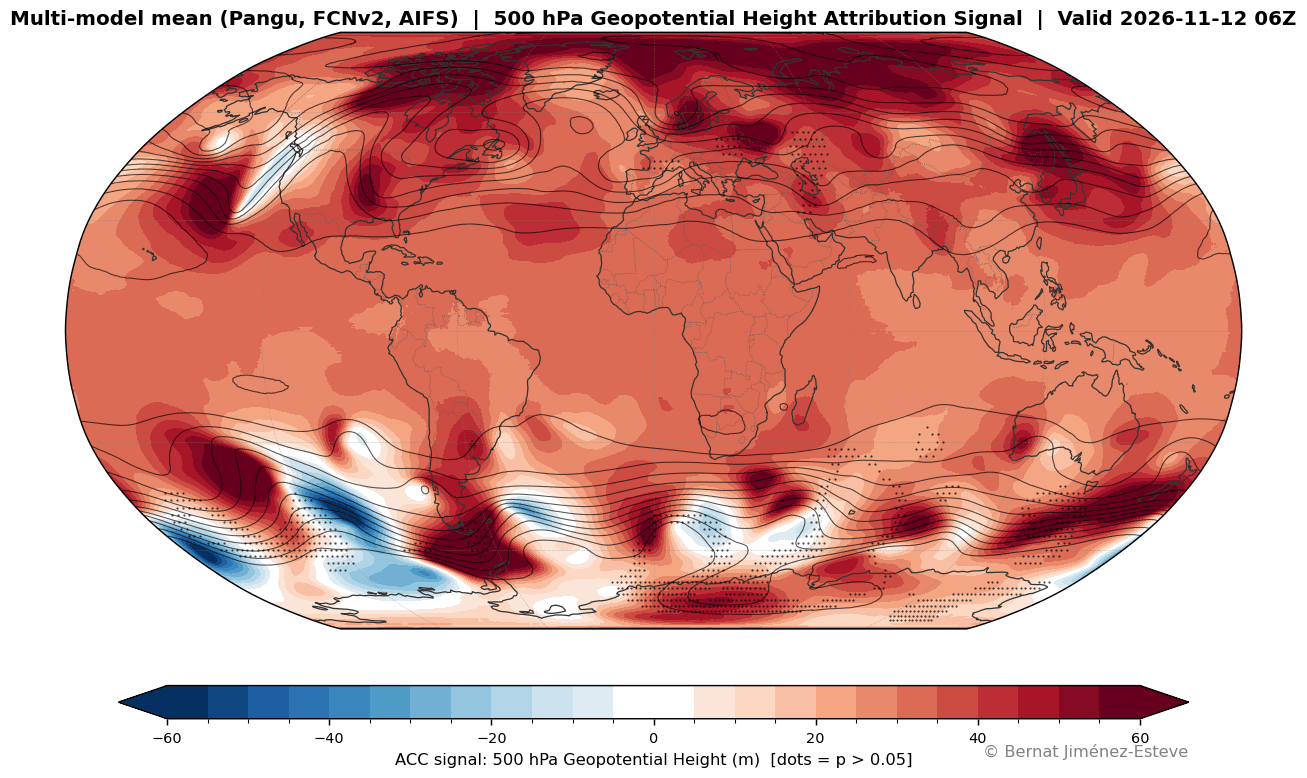 Multi-model mean (Pangu, FCNv2, AIFS) | 500 hPa Geopotential Height Attribution Signal | Valid 2026-11-12 06Z
−60 −40 −20 0 20 40 60
ACC signal: 500 hPa Geopotential Height (m) [dots = p > 0.05]
© Bernat Jiménez-Esteve